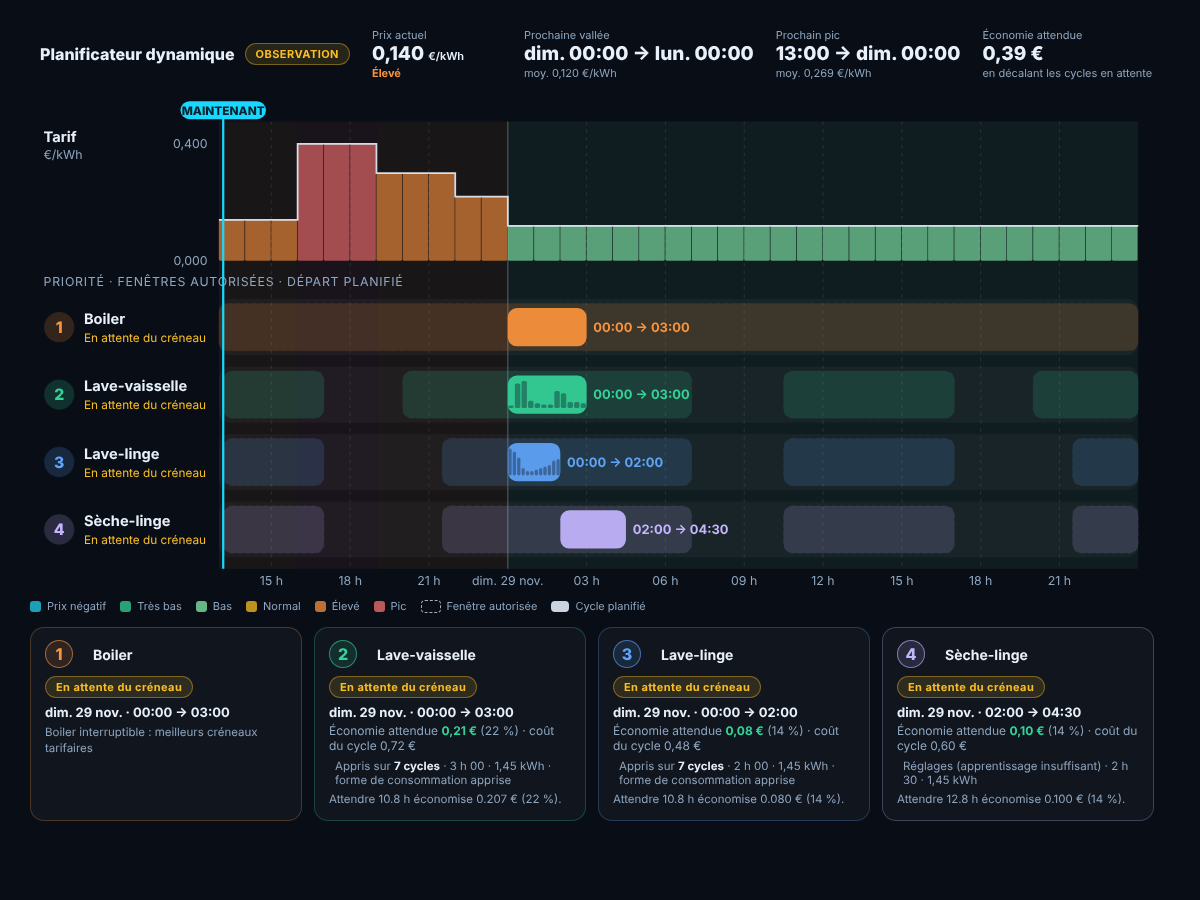 Planificateur dynamique
OBSERVATION
Prix actuel
0,140 €/kWh
Élevé
Prochaine vallée
dim. 00:00 → lun. 00:00
moy. 0,120 €/kWh
Prochain pic
13:00 → dim. 00:00
moy. 0,269 €/kWh
Économie attendue
0,39 €
en décalant les cycles en attente
MAINTENANT
Tarif
€/kWh
0,400
0,000
PRIORITÉ · FENÊTRES AUTORISÉES · DÉPART PLANIFIÉ
1
Boiler
En attente du créneau
00:00 → 03:00
2
Lave-vaisselle
En attente du créneau
00:00 → 03:00
3
Lave-linge
En attente du créneau
00:00 → 02:00
4
Sèche-linge
En attente du créneau
02:00 → 04:30
15 h 18 h 21 h dim. 29 nov. 03 h 06 h 09 h 12 h 15 h 18 h 21 h
Prix négatif Très bas Bas Normal Élevé Pic Fenêtre autorisée Cycle planifié
1 Boiler
En attente du créneau
dim. 29 nov. · 00:00 → 03:00
Boiler interruptible : meilleurs créneaux
tarifaires
2 Lave-vaisselle
En attente du créneau
dim. 29 nov. · 00:00 → 03:00
Économie attendue 0,21 € (22 %) · coût
du cycle 0,72 €
Appris sur 7 cycles · 3 h 00 · 1,45 kWh ·
forme de consommation apprise
Attendre 10.8 h économise 0.207 € (22 %).
3 Lave-linge
En attente du créneau
dim. 29 nov. · 00:00 → 02:00
Économie attendue 0,08 € (14 %) · coût
du cycle 0,48 €
Appris sur 7 cycles · 2 h 00 · 1,45 kWh ·
forme de consommation apprise
Attendre 10.8 h économise 0.080 € (14 %).
4 Sèche-linge
En attente du créneau
dim. 29 nov. · 02:00 → 04:30
Économie attendue 0,10 € (14 %) · coût du
cycle 0,60 €
Réglages (apprentissage insuffisant) · 2 h
30 · 1,45 kWh
Attendre 12.8 h économise 0.100 € (14 %).